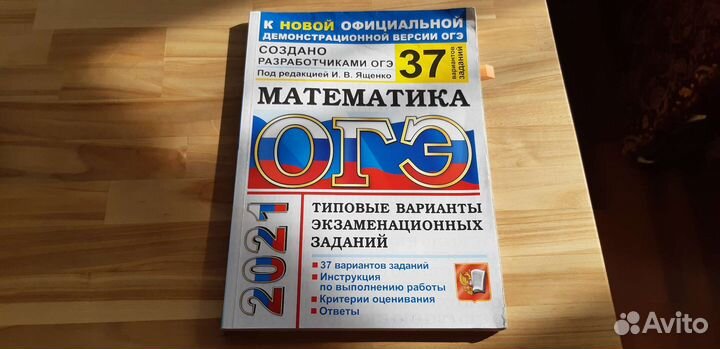 К НОВОЙ ОФИЦИАЛЬНОЙ
ДЕМОНСТРАЦИОННОЙ ВЕРСИИ ОГЭ
СОЗДАНО
РАЗРАБОТЧИКАМИ ОГЭ
Под редакцией И. В. Ященко
37
вариантов
заданий
МАТЕМАТИКА
ОГЭ
2021
ТИПОВЫЕ ВАРИАНТЫ
ЭКЗАМЕНАЦИОННЫХ
ЗАДАНИЙ
37 вариантов заданий
Инструкция
по выполнению работы
Критерии оценивания
Ответы
Avito